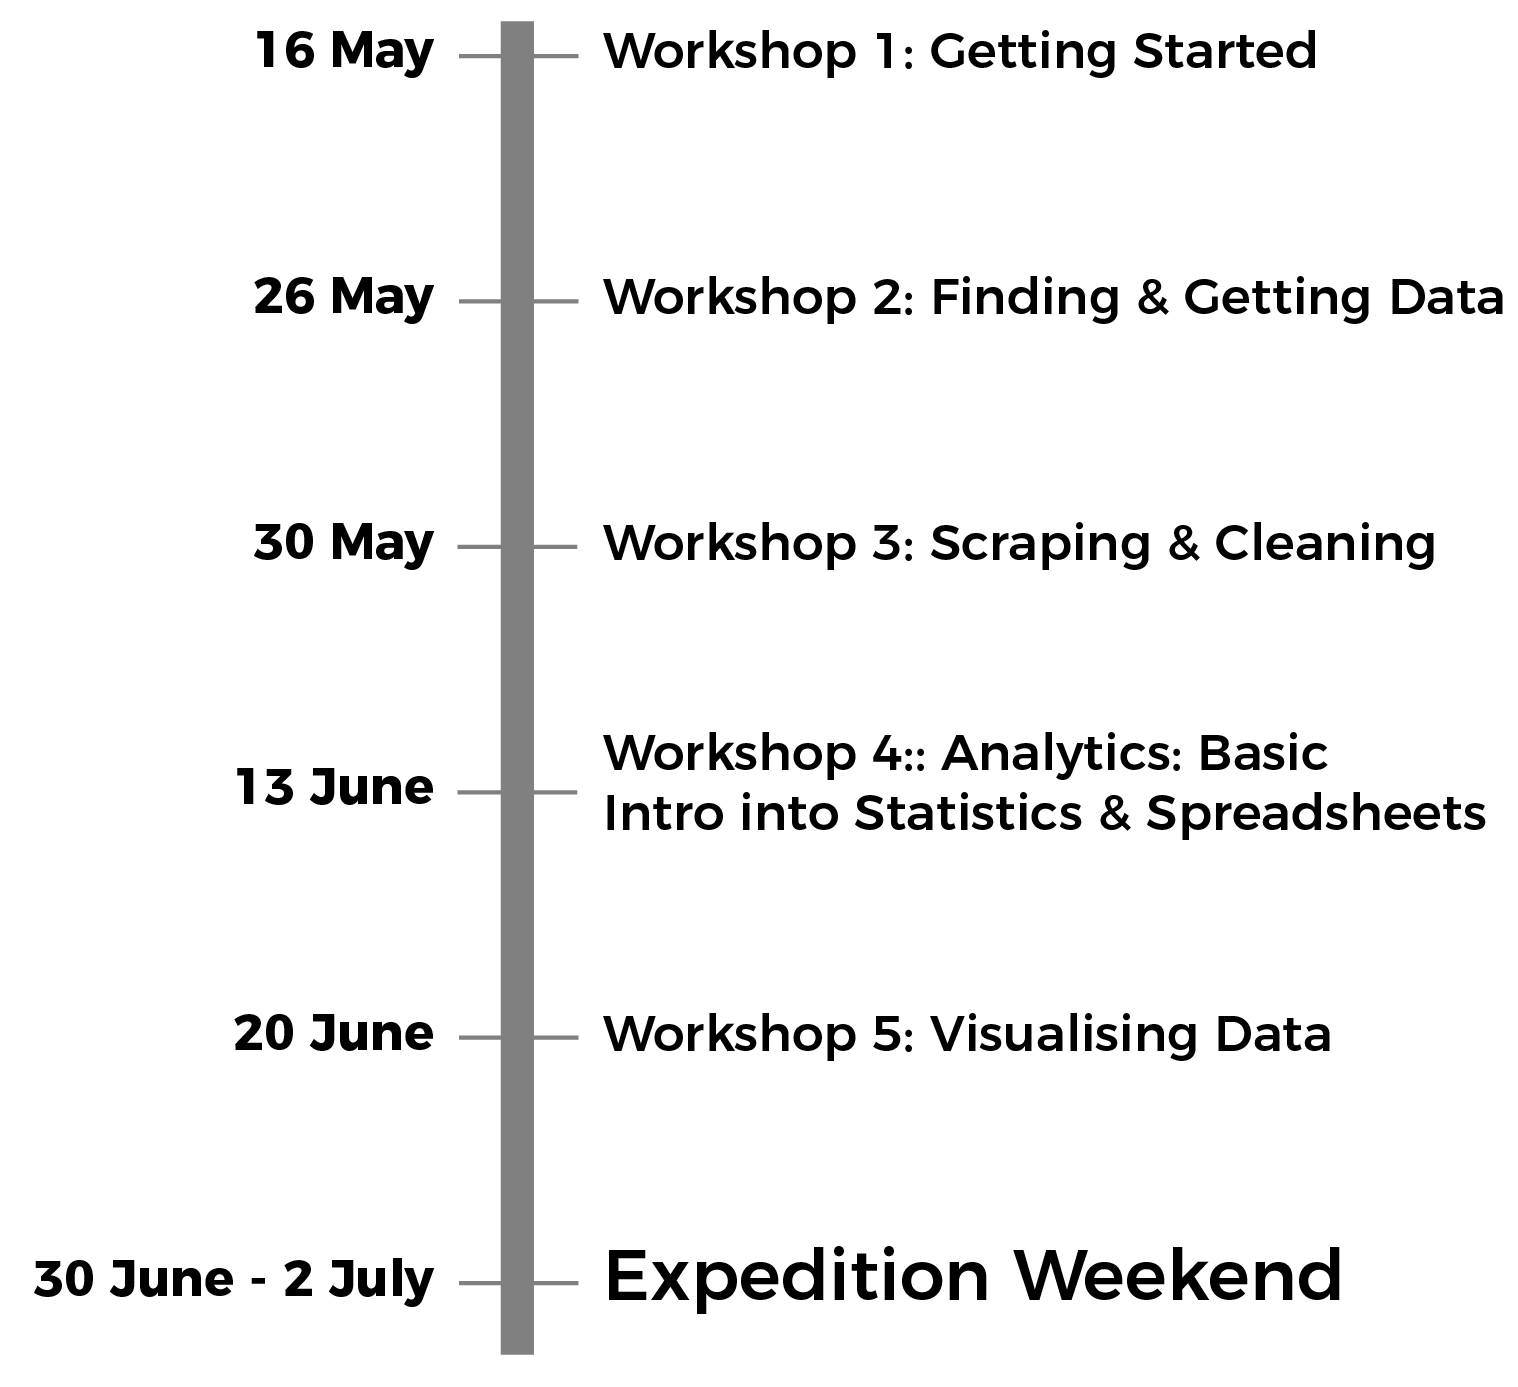 16 May
Workshop 1: Getting Started
26 May
Workshop 2: Finding & Getting Data
30 May
Workshop 3: Scraping & Cleaning
13 June
Workshop 4:: Analytics: Basic
Intro into Statistics & Spreadsheets
20 June
Workshop 5: Visualising Data
30 June - 2 July
Expedition Weekend